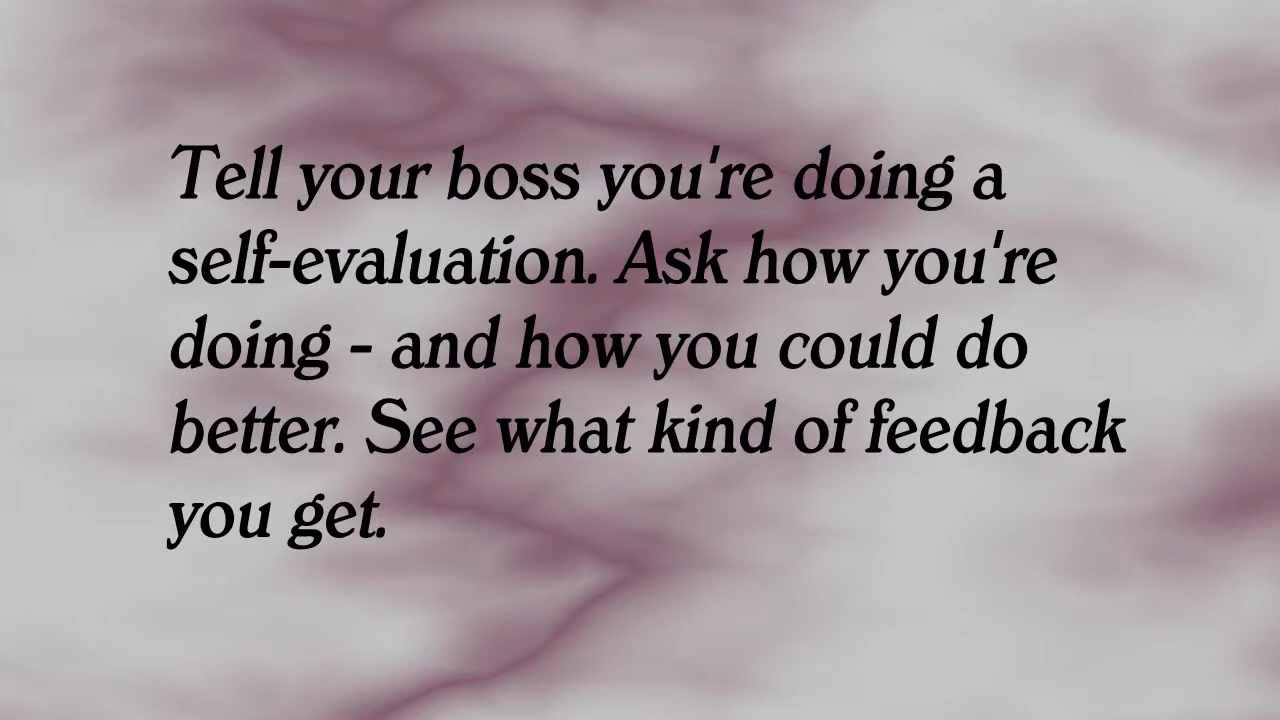 Tell your boss you're doing a
self-evaluation. Ask how you're
doing - and how you could do
better. See what kind of feedback
you get.